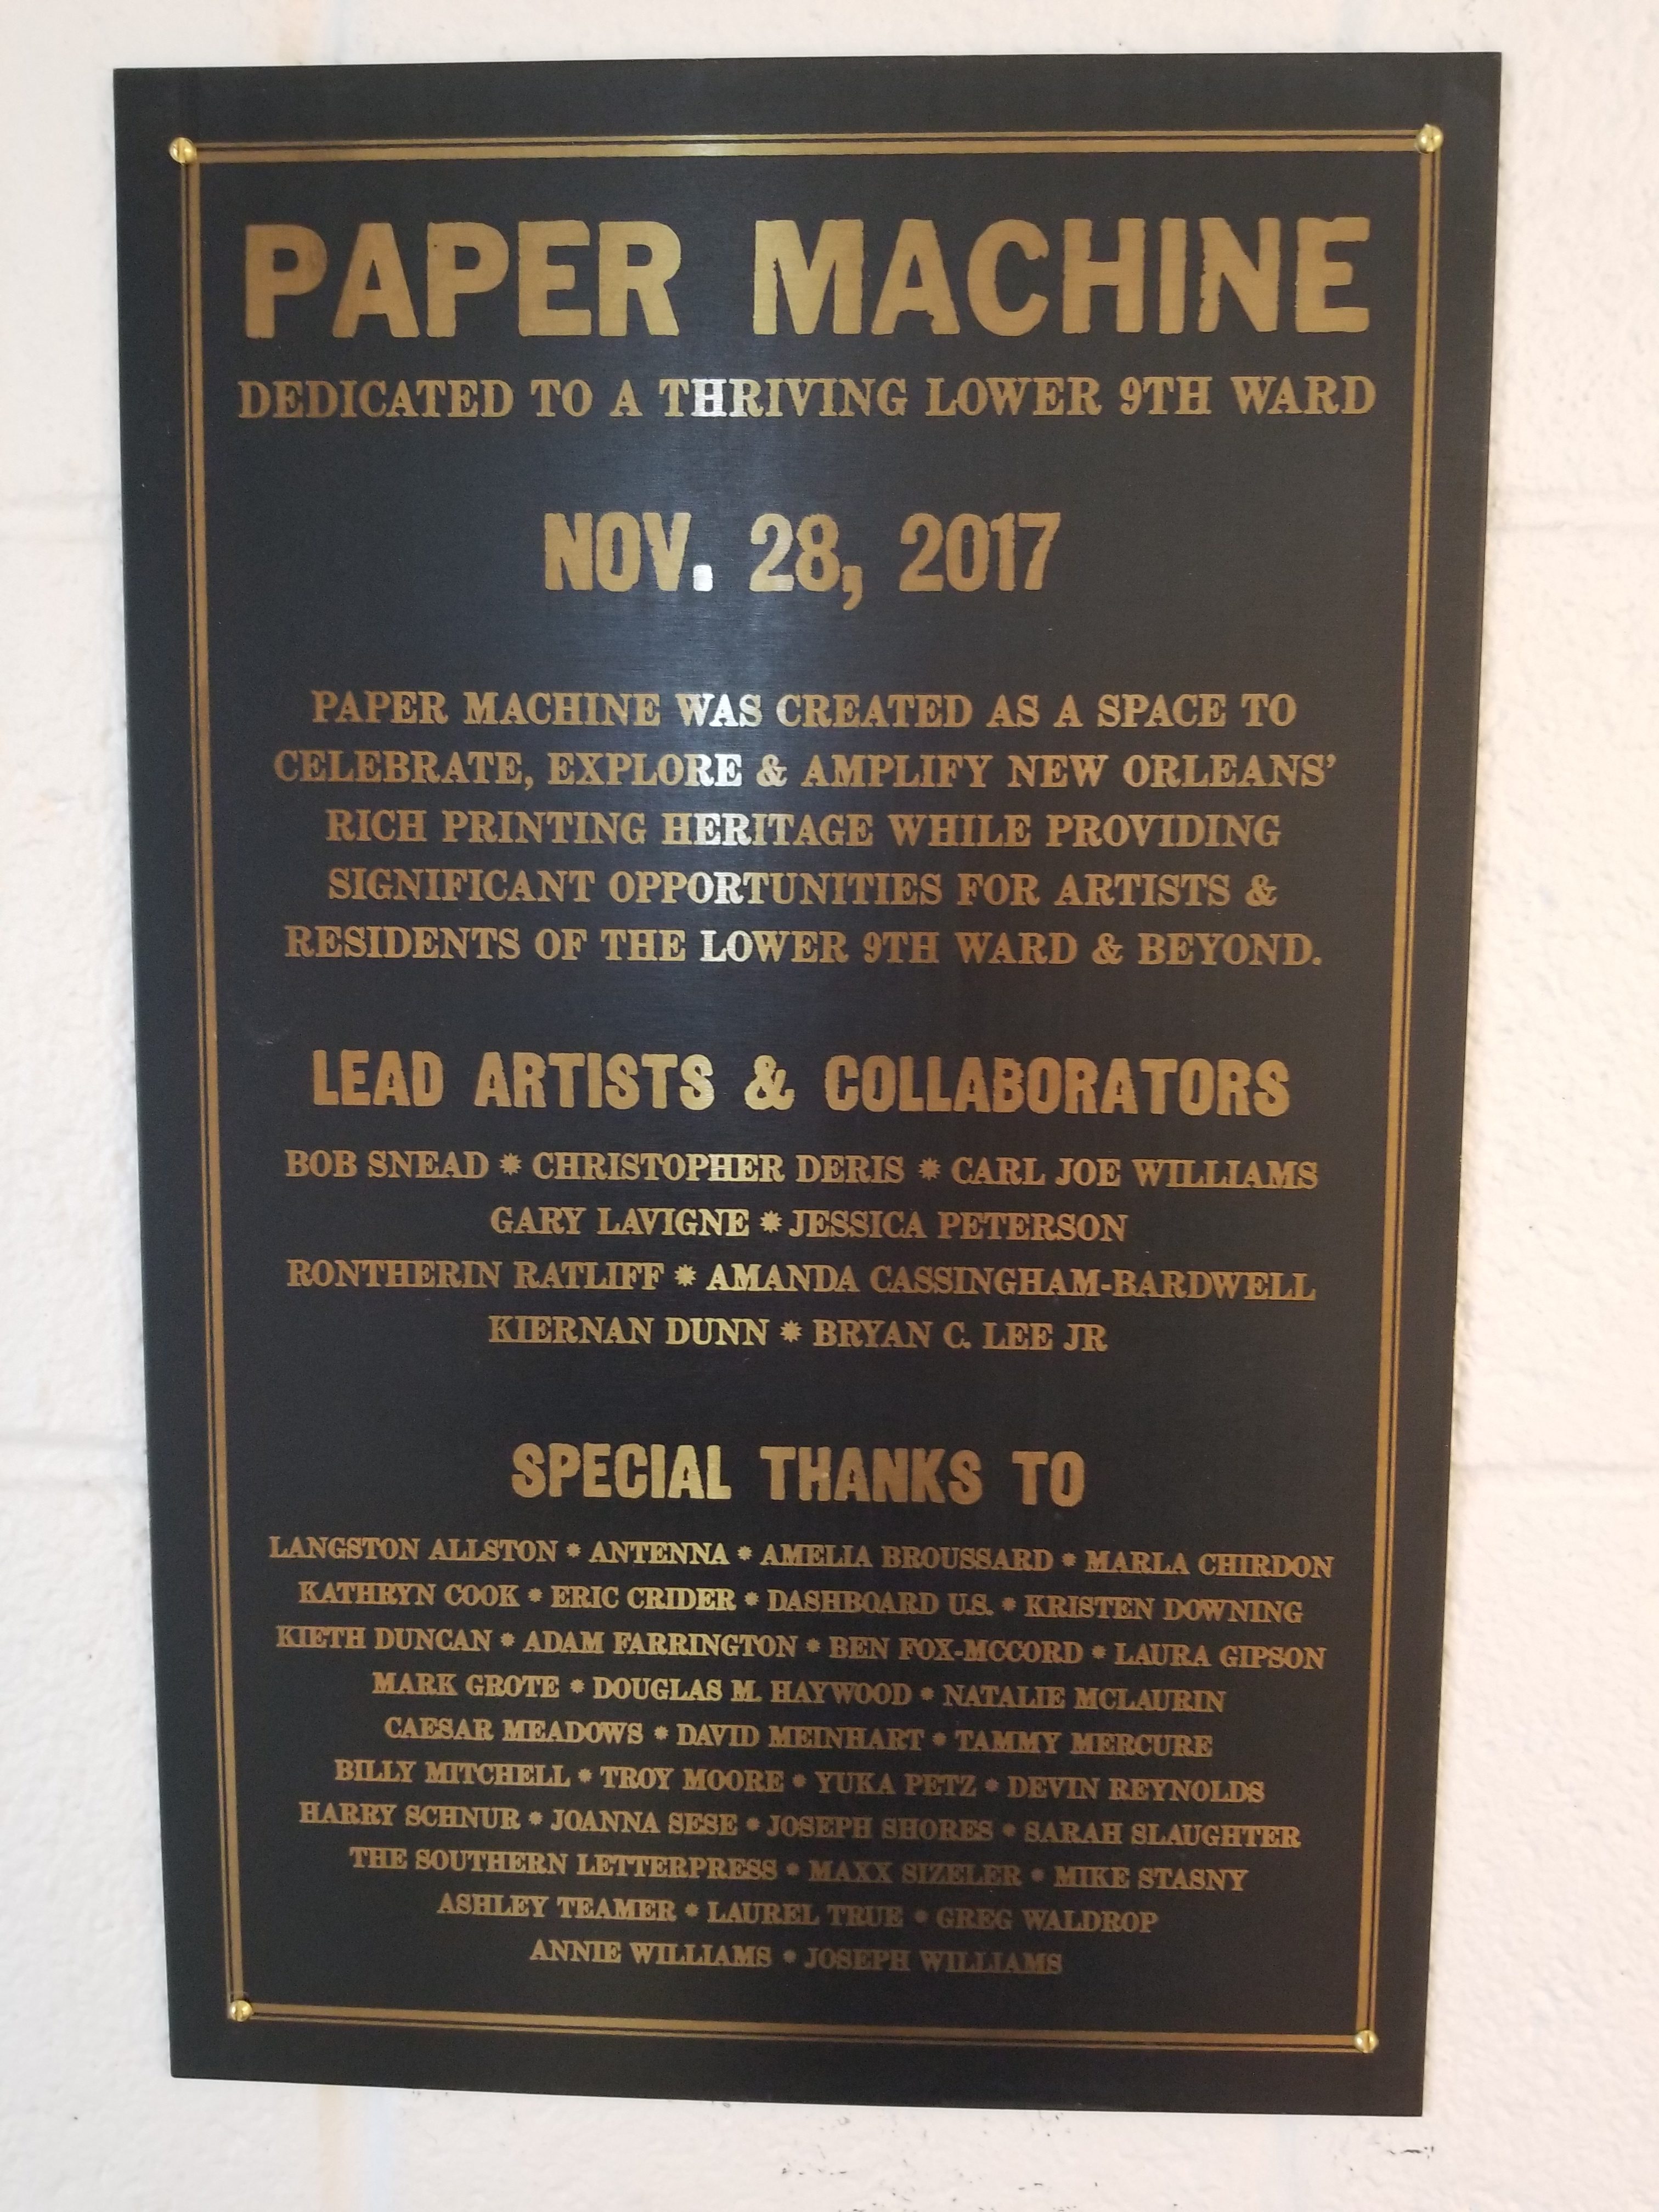 PAPER MACHINE
DEDICATED TO A THRIVING LOWER 9TH WARD
NOV. 28, 2017
PAPER MACHINE WAS CREATED AS A SPACE TO
CELEBRATE, EXPLORE & AMPLIFY NEW ORLEANS'
RICH PRINTING HERITAGE WHILE PROVIDING
SIGNIFICANT OPPORTUNITIES FOR ARTISTS &
RESIDENTS OF THE LOWER 9TH WARD & BEYOND.
LEAD ARTISTS & COLLABORATORS
BOB SNEAD * CHRISTOPHER DERIS * CARL JOE WILLIAMS
GARY LAVIGNE * JESSICA PETERSON
RONTHERIN RATLIFF * AMANDA CASSINGHAM-BARDWELL
KIERNAN DUNN * BRYAN C. LEE JR
SPECIAL THANKS TO
LANGSTON ALLSTON * ANTENNA * AMELIA BROUSSARD * MARLA CHIRDON
KATHRYN COOK * ERIC CRIDER * DASHBOARD U.S. * KRISTEN DOWNING
KIETH DUNCAN * ADAM FARRINGTON * BEN FOX-MCCORD * LAURA GIPSON
MARK GROTE * DOUGLAS M. HAYWOOD * NATALIE MCLAURIN
CAESAR MEADOWS * DAVID MEINHART * TAMMY MERCURE
BILLY MITCHELL * TROY MOORE * YUKA PETZ * DEVIN REYNOLDS
HARRY SCHNUR * JOANNA SESE * JOSEPH SHORES * SARAH SLAUGHTER
THE SOUTHERN LETTERPRESS * MAXX SIZELER * MIKE STASNY
ASHLEY TEAMER * LAUREL TRUE * GREG WALDROP
ANNIE WILLIAMS * JOSEPH WILLIAMS